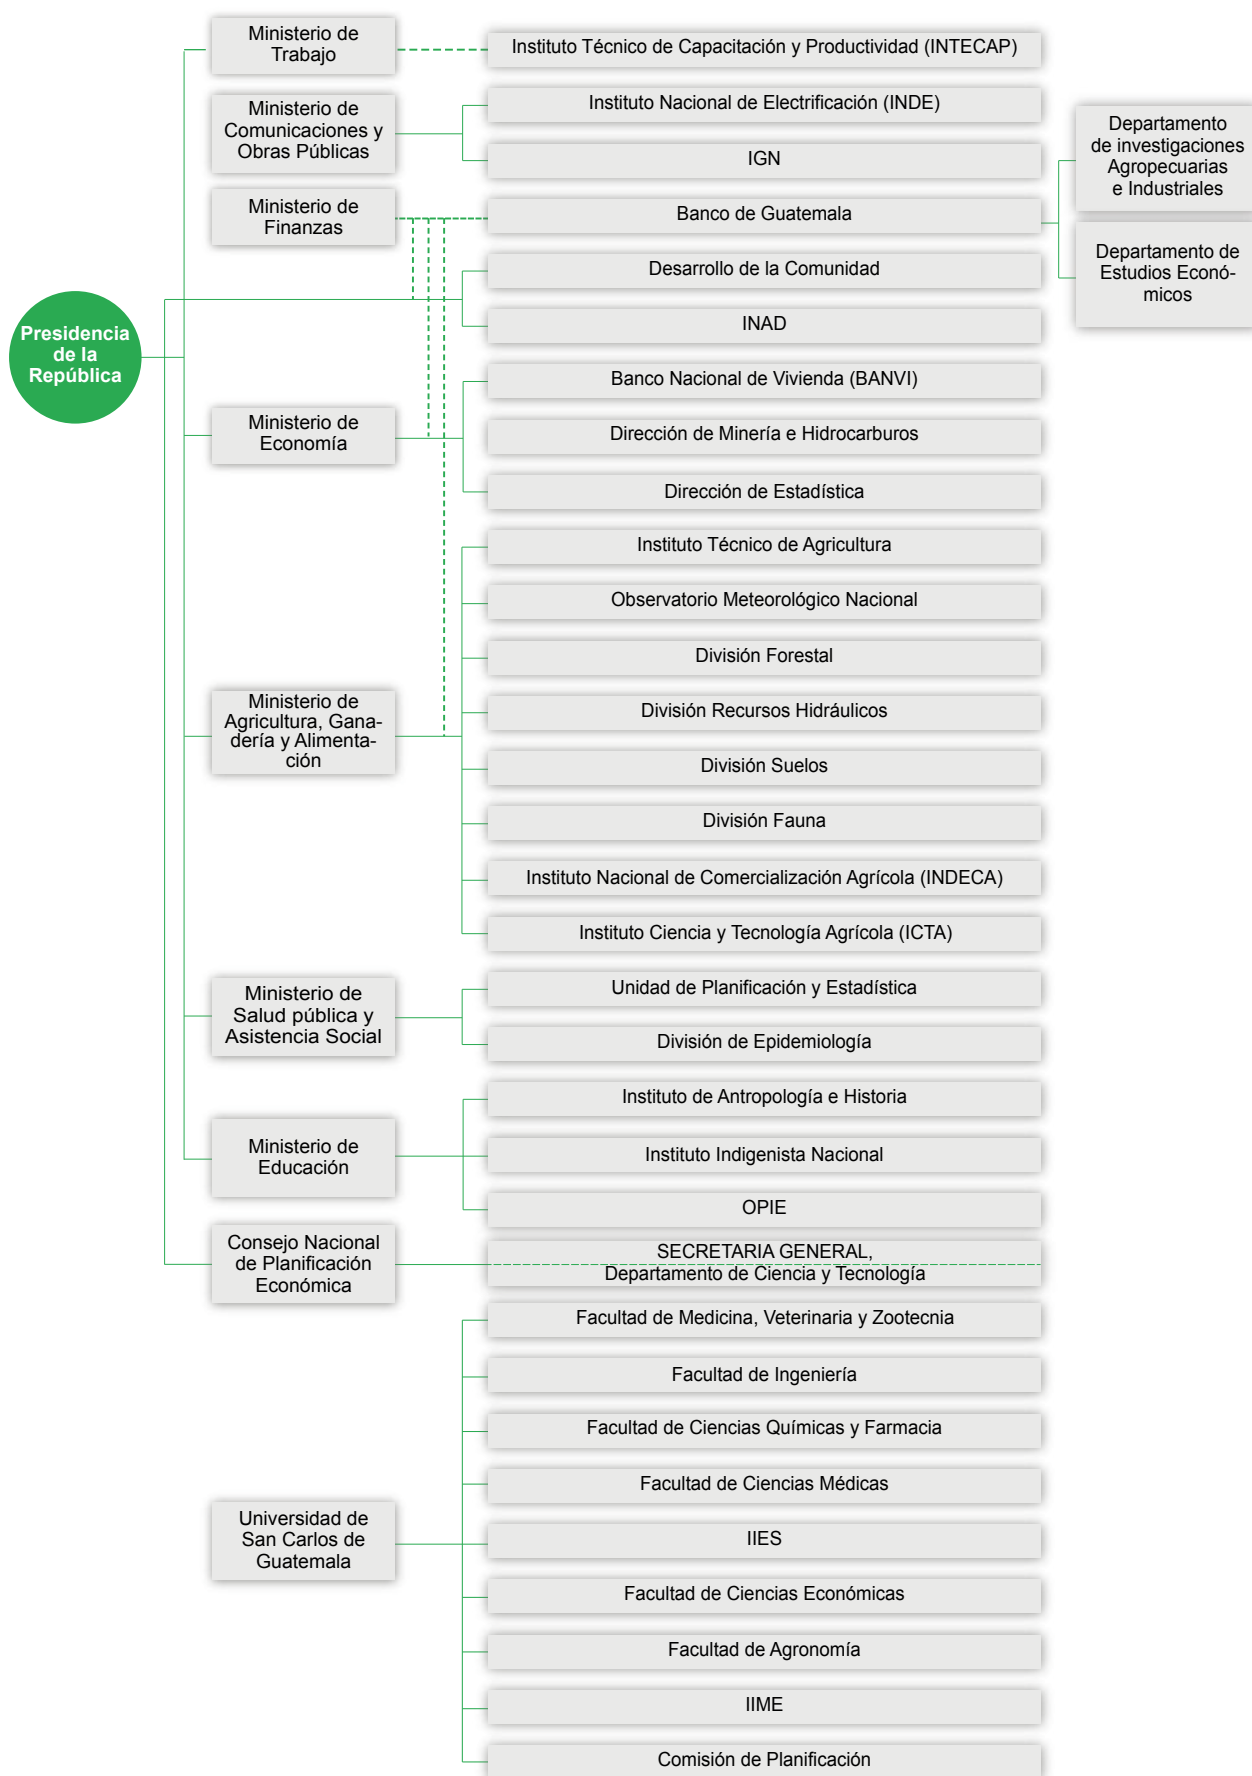 Presidencia
de la
República
Ministerio de
Trabajo
Instituto Técnico de Capacitación y Productividad (INTECAP)
Ministerio de
Comunicaciones y
Obras Públicas
Instituto Nacional de Electrificación (INDE)
IGN
Ministerio de
Finanzas
Banco de Guatemala
Departamento
de investigaciones
Agropecuarias
e Industriales
Departamento de
Estudios Econó-
micos
Desarrollo de la Comunidad
INAD
Ministerio de
Economía
Banco Nacional de Vivienda (BANVI)
Dirección de Minería e Hidrocarburos
Dirección de Estadística
Ministerio de
Agricultura, Gana-
dería y Alimenta-
ción
Instituto Técnico de Agricultura
Observatorio Meteorológico Nacional
División Forestal
División Recursos Hidráulicos
División Suelos
División Fauna
Instituto Nacional de Comercialización Agrícola (INDECA)
Instituto Ciencia y Tecnología Agrícola (ICTA)
Ministerio de
Salud pública y
Asistencia Social
Unidad de Planificación y Estadística
División de Epidemiología
Ministerio de
Educación
Instituto de Antropología e Historia
Instituto Indigenista Nacional
OPIE
Consejo Nacional
de Planificación
Económica
SECRETARIA GENERAL,
Departamento de Ciencia y Tecnología
Universidad de
San Carlos de
Guatemala
Facultad de Medicina, Veterinaria y Zootecnia
Facultad de Ingeniería
Facultad de Ciencias Químicas y Farmacia
Facultad de Ciencias Médicas
IIES
Facultad de Ciencias Económicas
Facultad de Agronomía
IIME
Comisión de Planificación